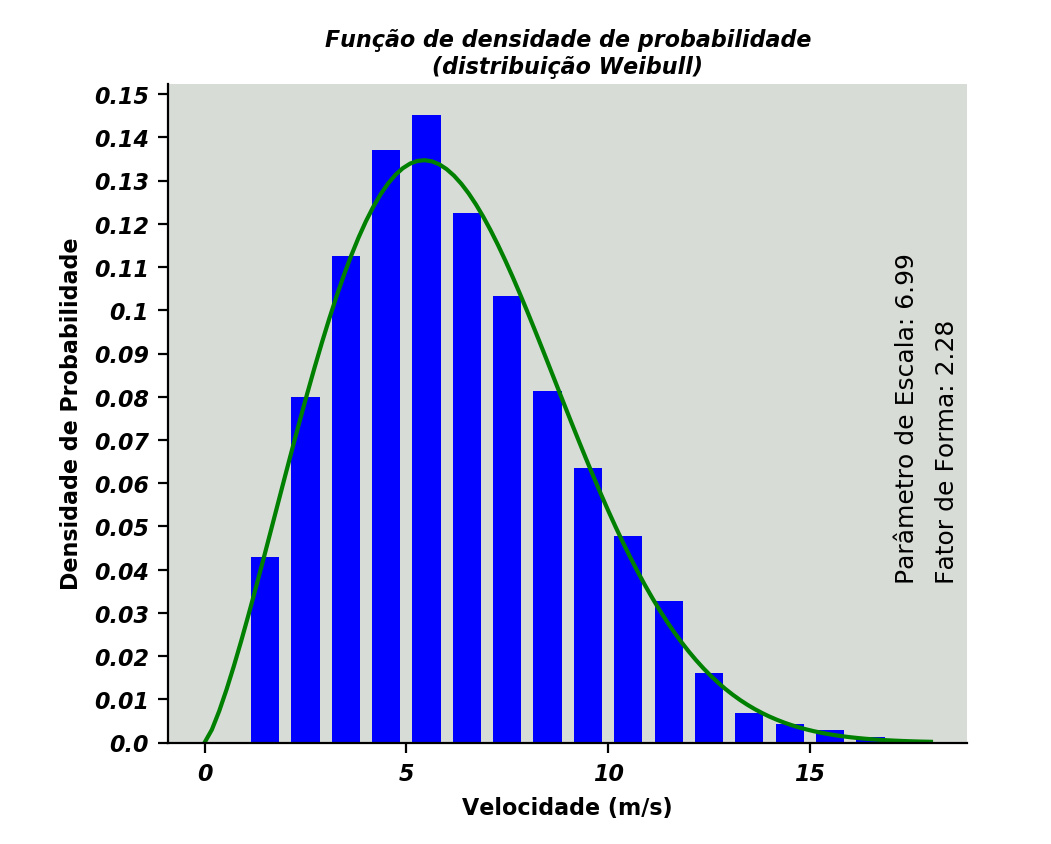 Função de densidade de probabilidade
(distribuição Weibull)
0.15
0.14
0.13
0.12
0.11
0.1
0.09
0.08
0.07
0.06
0.05
0.04
0.03
0.02
0.01
0.0
Densidade de Probabilidade
Parâmetro de Escala: 6.99
Fator de Forma: 2.28
0 5 10 15
Velocidade (m/s)